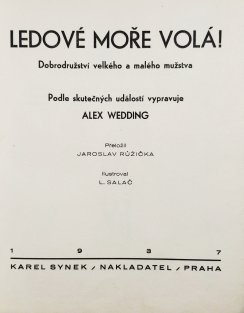 LEDOVÉ MOŘE VOLÁ!
Dobrodružství velkého a malého mužstva
Podle skutečných událostí vypravuje
ALEX WEDDING
Přeložil
JAROSLAV RŮŽIČKA
Ilustroval
L. SALAČ
1 9 3 7
KAREL SYNEK / NAKLADATEL / PRAHA